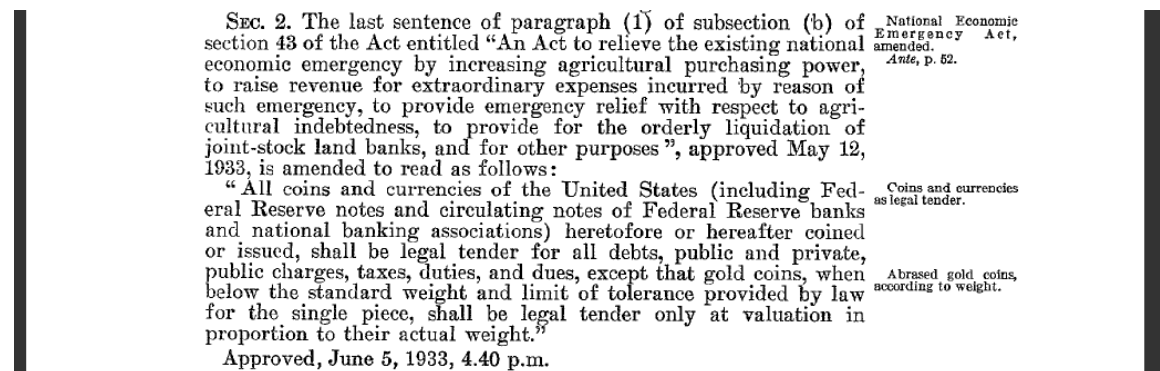 SEC. 2. The last sentence of paragraph (1) of subsection (b) of
section 43 of the Act entitled “An Act to relieve the existing national
economic emergency by increasing agricultural purchasing power,
to raise revenue for extraordinary expenses incurred by reason of
such emergency, to provide emergency relief with respect to agri-
cultural indebtedness, to provide for the orderly liquidation of
joint-stock land banks, and for other purposes”, approved May 12,
1933, is amended to read as follows:
“All coins and currencies of the United States (including Fed-
eral Reserve notes and circulating notes of Federal Reserve banks
and national banking associations) heretofore or hereafter coined
or issued, shall be legal tender for all debts, public and private,
public charges, taxes, duties, and dues, except that gold coins, when
below the standard weight and limit of tolerance provided by law
for the single piece, shall be legal tender only at valuation in
proportion to their actual weight.”
Approved, June 5, 1933, 4.40 p.m.
National Economic
Emergency Act,
amended.
Ante, p. 52.
Coins and currencies
as legal tender.
Abrased gold coins,
according to weight.